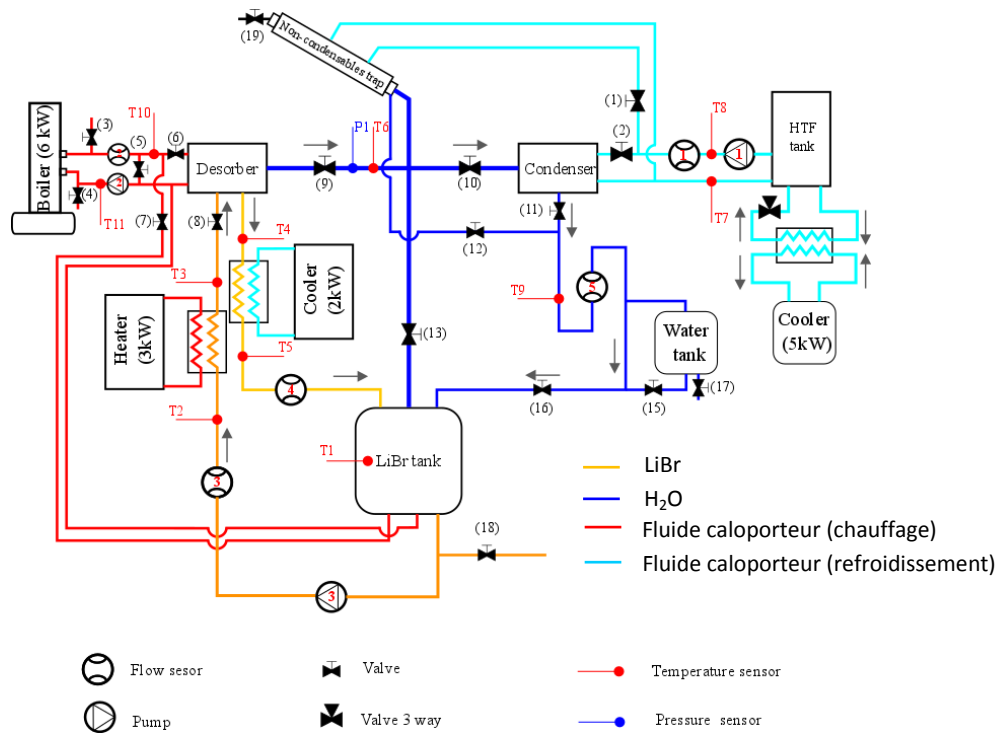 (19)
Non-condensables trap
Boiler (6 kW)
(3)
T10
(5)
(6)
2
(4)
T11
(7)
Desorber
(8)
P1
T6
(9)
(10)
Condenser
(1)
(2)
T8
1
1
T7
HTF
tank
(11)
(12)
T4
T3
Cooler
(2kW)
Heater
(3kW)
T5
T9
5
(13)
Water
tank
Cooler
(5kW)
4
(16)
(15)
(17)
T2
T1
LiBr tank
3
(18)
3
LiBr
H2O
Fluide caloporteur (chauffage)
Fluide caloporteur (refroidissement)
Flow sesor
Valve
Temperature sensor
Pump
Valve 3 way
Pressure sensor